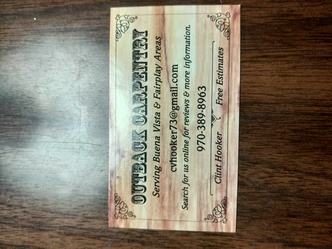 OUTBACK CARPENTRY
Serving Buena Vista & Fairplay Areas
cvhooker73@gmail.com
Search for us online for reviews & more information.
970-389-8963
Clint Hooker Free Estimates